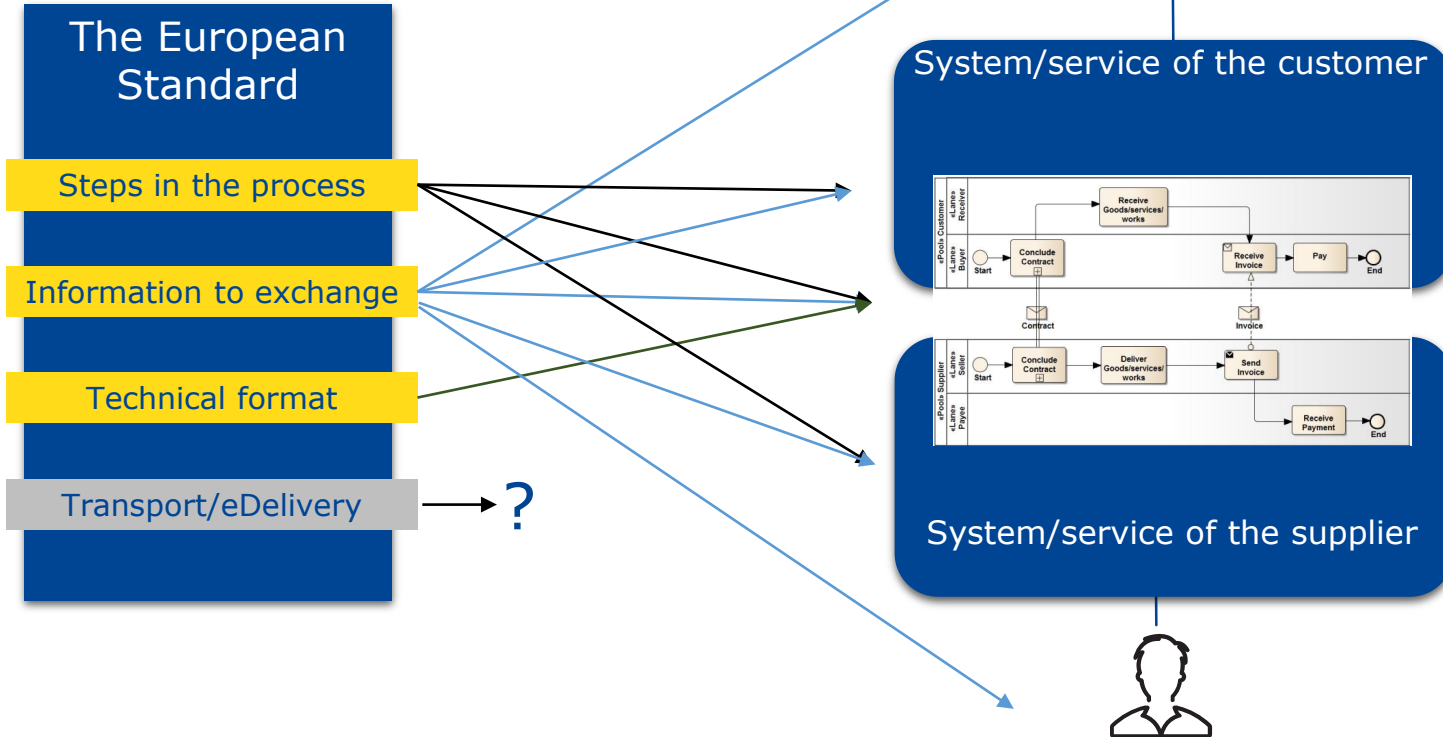 The European
Standard
Steps in the process
Information to exchange
Technical format
Transport/eDelivery
?
System/service of the customer
«Pool» Customer
«Lane»
Receiver
Receive
Goods/services/
works
«Lane»
Buyer
Start
Conclude
Contract
Receive
Invoice
Pay
End
Contract
Invoice
«Pool» Supplier
«Lane»
Seller
Start
Conclude
Contract
Deliver
Goods/services/
works
Send
Invoice
«Lane»
Payee
Receive
Payment
End
System/service of the supplier